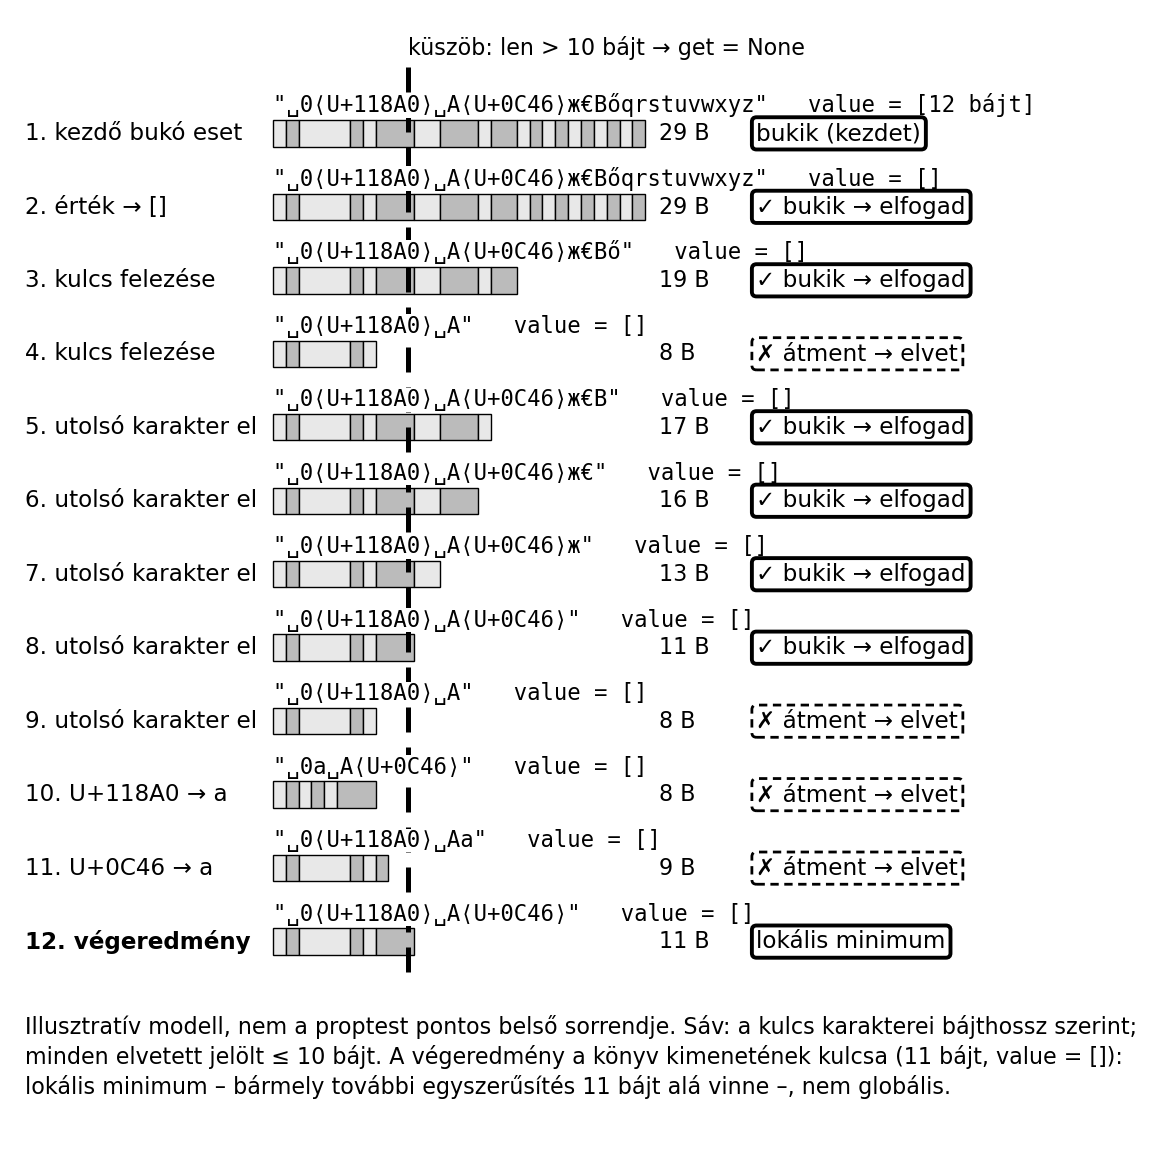 küszöb: len > 10 bájt → get = None
"␣0⟨U+118A0⟩␣A⟨U+0C46⟩ж€Bőqrstuvwxyz" value = [12 bájt]
1. kezdő bukó eset 29 B bukik (kezdet)
"␣0⟨U+118A0⟩␣A⟨U+0C46⟩ж€Bőqrstuvwxyz" value = []
2. érték → [] 29 B ✓ bukik → elfogad
"␣0⟨U+118A0⟩␣A⟨U+0C46⟩ж€Bő" value = []
3. kulcs felezése 19 B ✓ bukik → elfogad
"␣0⟨U+118A0⟩␣A" value = []
4. kulcs felezése 8 B ✗ átment → elvet
"␣0⟨U+118A0⟩␣A⟨U+0C46⟩ж€B" value = []
5. utolsó karakter el 17 B ✓ bukik → elfogad
"␣0⟨U+118A0⟩␣A⟨U+0C46⟩ж€" value = []
6. utolsó karakter el 16 B ✓ bukik → elfogad
"␣0⟨U+118A0⟩␣A⟨U+0C46⟩ж" value = []
7. utolsó karakter el 13 B ✓ bukik → elfogad
"␣0⟨U+118A0⟩␣A⟨U+0C46⟩" value = []
8. utolsó karakter el 11 B ✓ bukik → elfogad
"␣0⟨U+118A0⟩␣A" value = []
9. utolsó karakter el 8 B ✗ átment → elvet
"␣0a␣A⟨U+0C46⟩" value = []
10. U+118A0 → a 8 B ✗ átment → elvet
"␣0⟨U+118A0⟩␣Aa" value = []
11. U+0C46 → a 9 B ✗ átment → elvet
"␣0⟨U+118A0⟩␣A⟨U+0C46⟩" value = []
12. végeredmény 11 B lokális minimum
Illusztratív modell, nem a proptest pontos belső sorrendje. Sáv: a kulcs karakterei bájthossz szerint;
minden elvetett jelölt ≤ 10 bájt. A végeredmény a könyv kimenetének kulcsa (11 bájt, value = []):
lokális minimum – bármely további egyszerűsítés 11 bájt alá vinne –, nem globális.